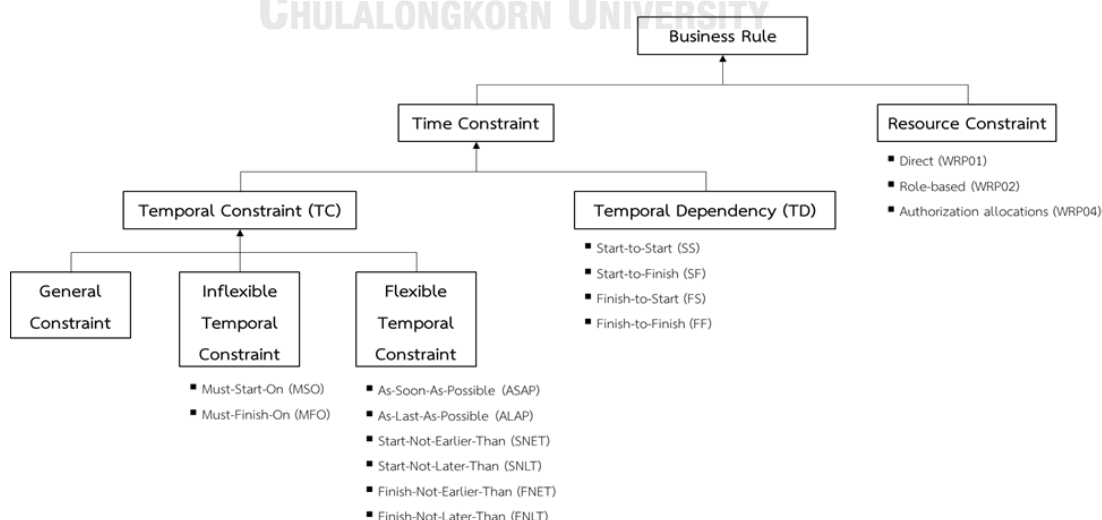 CHULALONGKORN UNIVERSITY
Business Rule
Time Constraint
Resource Constraint
▪ Direct (WRP01)
▪ Role-based (WRP02)
▪ Authorization allocations (WRP04)
Temporal Constraint (TC)
Temporal Dependency (TD)
▪ Start-to-Start (SS)
▪ Start-to-Finish (SF)
▪ Finish-to-Start (FS)
▪ Finish-to-Finish (FF)
General
Constraint
Inflexible
Temporal
Constraint
▪ Must-Start-On (MSO)
▪ Must-Finish-On (MFO)
Flexible
Temporal
Constraint
▪ As-Soon-As-Possible (ASAP)
▪ As-Last-As-Possible (ALAP)
▪ Start-Not-Earlier-Than (SNET)
▪ Start-Not-Later-Than (SNLT)
▪ Finish-Not-Earlier-Than (FNET)
▪ Finish-Not-Later-Than (FNLT)